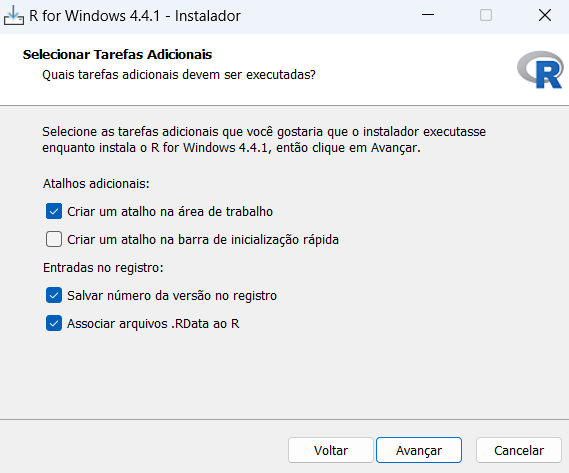 R for Windows 4.4.1 - Instalador
Selecionar Tarefas Adicionais
Quais tarefas adicionais devem ser executadas?
R
Selecione as tarefas adicionais que você gostaria que o instalador executasse
enquanto instala o R for Windows 4.4.1, então clique em Avançar.
Atalhos adicionais:
Criar um atalho na área de trabalho
Criar um atalho na barra de inicialização rápida
Entradas no registro:
Salvar número da versão no registro
Associar arquivos .RData ao R
Voltar
Avançar
Cancelar